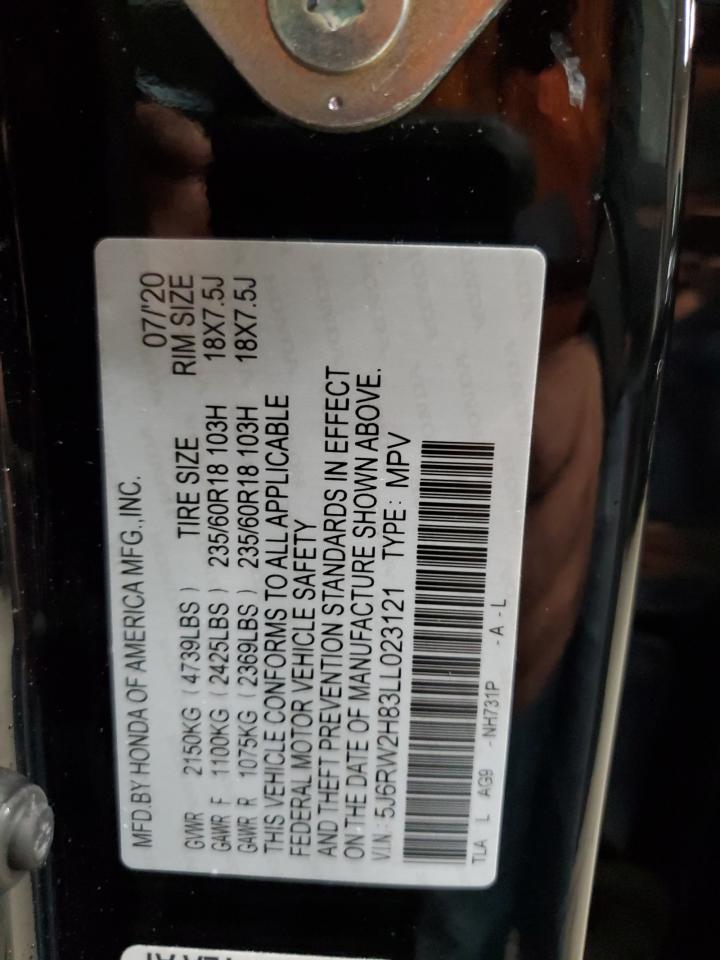 MFD.BY HONDA OF AMERICA MFG.,INC. 07/'20
GVWR 2150KG (4739LBS) TIRE SIZE RIM SIZE
GAWR F 1100KG (2425LBS) 235/60R18 103H 18X7.5J
GAWR R 1075KG (2369LBS) 235/60R18 103H 18X7.5J
THIS VEHICLE CONFORMS TO ALL APPLICABLE
FEDERAL MOTOR VEHICLE SAFETY
AND THEFT PREVENTION STANDARDS IN EFFECT
ON THE DATE OF MANUFACTURE SHOWN ABOVE.
V.I.N: 5J6RW2H83LL023121 TYPE: MPV
TLA L AG9 -NH731P -A-L